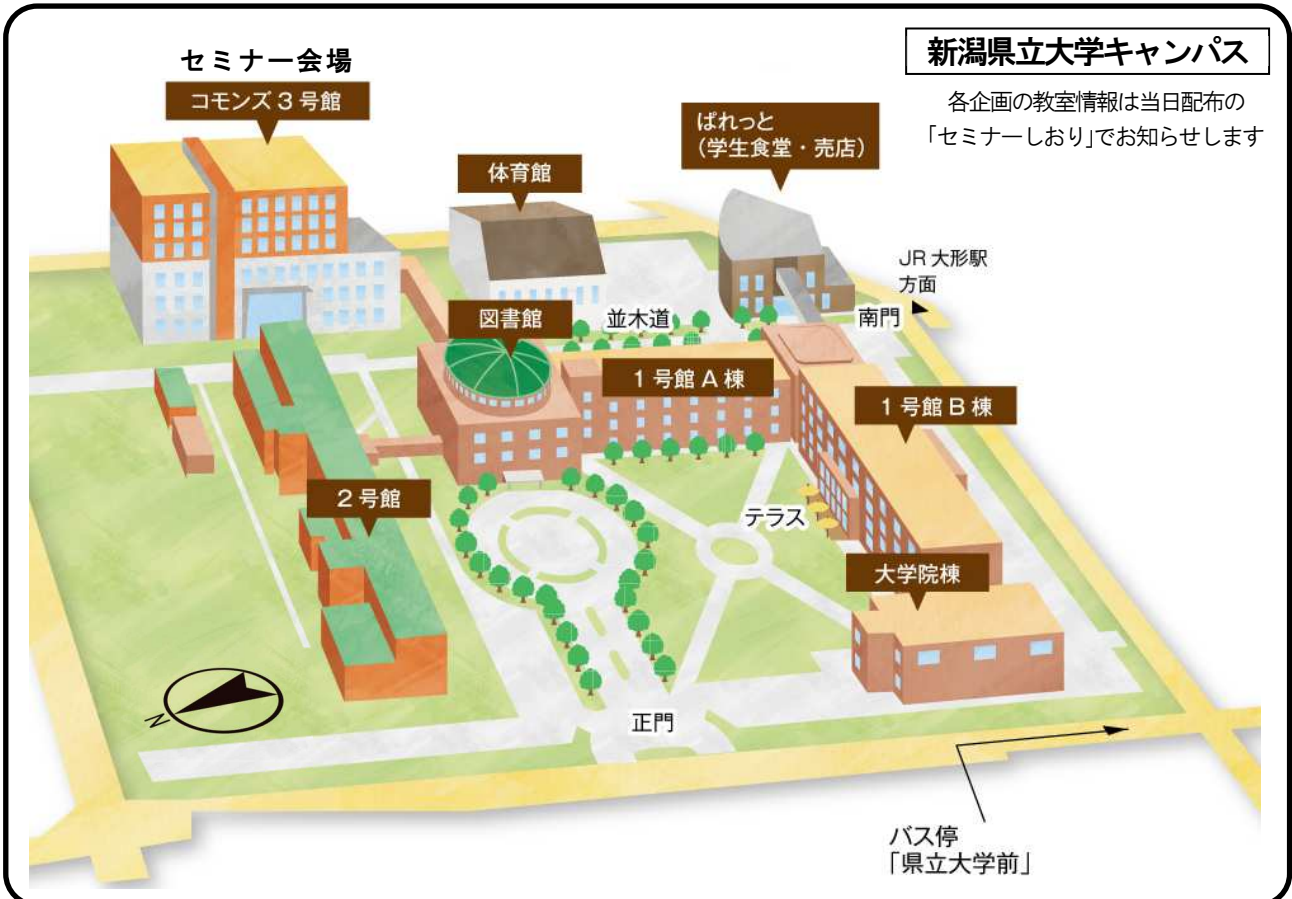 新潟県立大学キャンパス
各企画の教室情報は当日配布の
「セミナーしおり」でお知らせします
セミナー会場
コモンズ3号館
ぱれっと
（学生食堂・売店）
体育館
JR 大形駅
方面
南門
並木道
図書館
1号館A棟
1号館B棟
2号館
テラス
大学院棟
N
正門
バス停
「県立大学前」